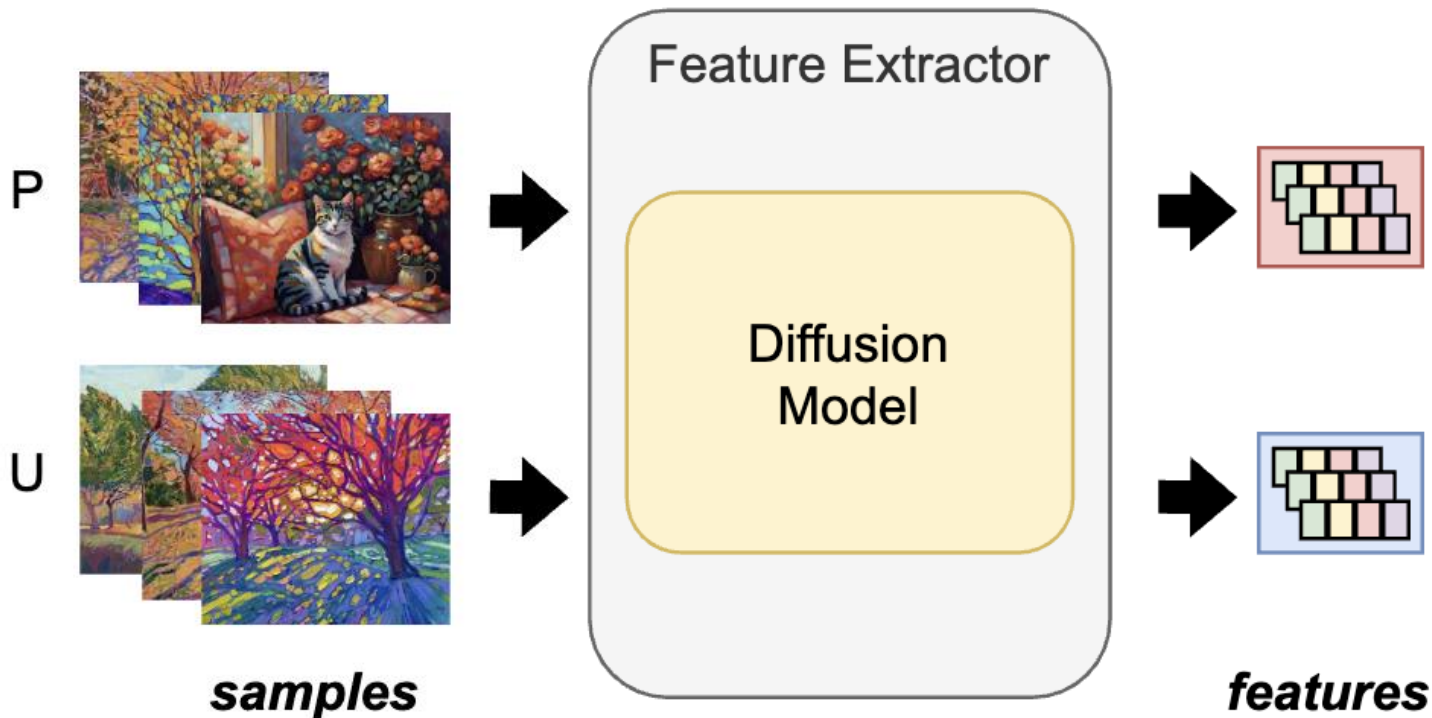 Feature Extractor
P
Diffusion
Model
U
samples
features